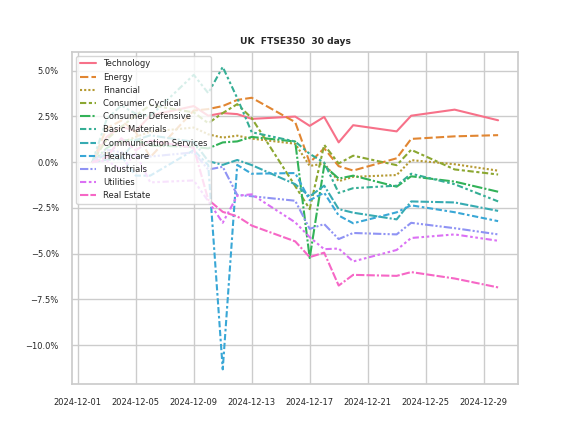 UK FTSE350 30 days
5.0%
2.5%
0.0%
−2.5%
−5.0%
−7.5%
−10.0%
Technology
Energy
Financial
Consumer Cyclical
Consumer Defensive
Basic Materials
Communication Services
Healthcare
Industrials
Utilities
Real Estate
2024-12-01 2024-12-05 2024-12-09 2024-12-13 2024-12-17 2024-12-21 2024-12-25 2024-12-29